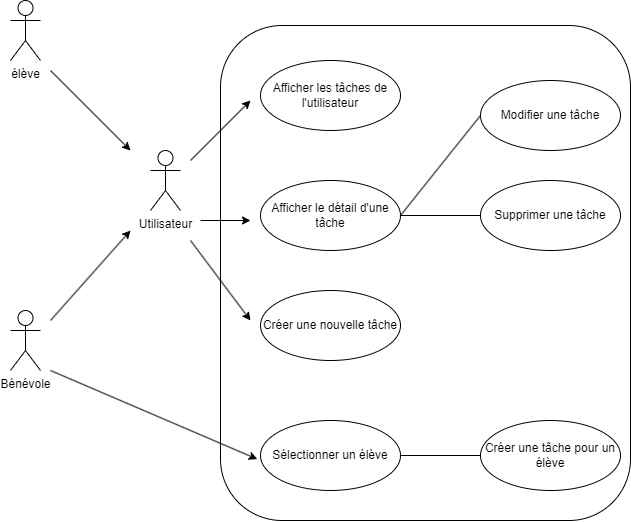 élève
Afficher les tâches de
l'utilisateur
Modifier une tâche
Utilisateur
Afficher le détail d'une
tâche
Supprimer une tâche
Créer une nouvelle tâche
Bénévole
Sélectionner un élève
Créer une tâche pour un
élève